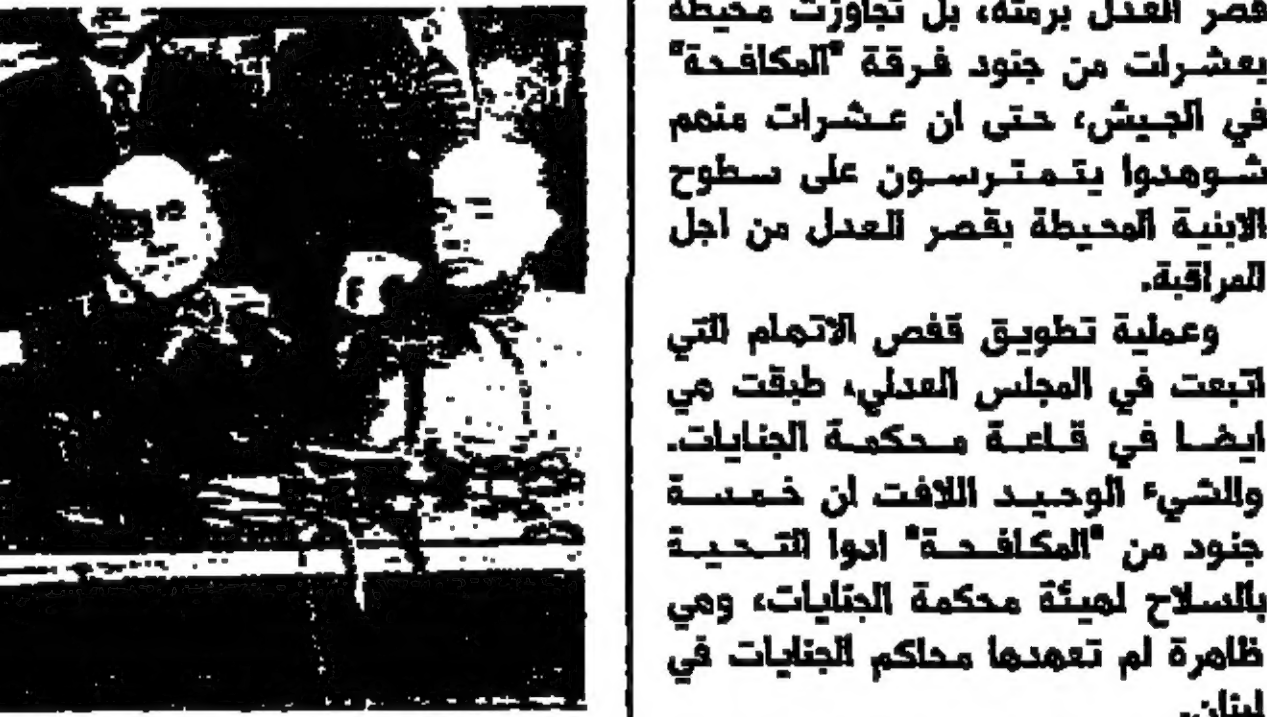 قصر العدل برمته، بل تجاوزت محيطه
بعشرات من جنود فرقة "المكافحة"
في الجيش، حتى ان عشرات منهم
شوهدوا يتمترسون على سطوح
الابنية المحيطة بقصر العدل من اجل
المراقبة.
وعملية تطويق قفص الاتهام التي
اتبعت في المجلس العدلي، طبقت هي
ايضا في قاعة محكمة الجنايات.
والشيء الوحيد اللافت ان خمسة
جنود من "المكافحة" ادوا التحية
بالسلاح لهيئة محكمة الجنايات، وهي
ظاهرة لم تعهدها محاكم الجنايات في
لبنان.